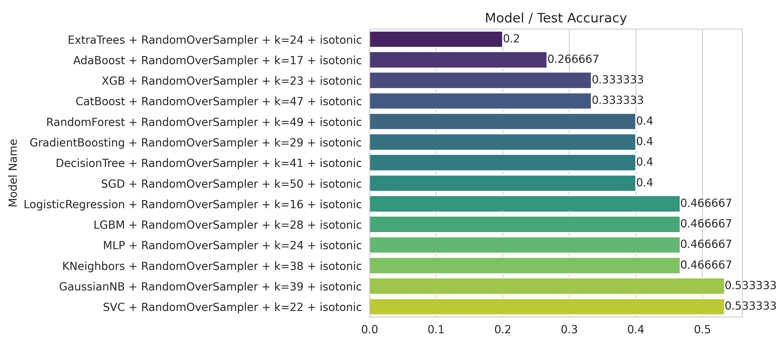 Model / Test Accuracy
Model Name
ExtraTrees + RandomOverSampler + k=24 + isotonic 0.2
AdaBoost + RandomOverSampler + k=17 + isotonic 0.266667
XGB + RandomOverSampler + k=23 + isotonic 0.333333
CatBoost + RandomOverSampler + k=47 + isotonic 0.333333
RandomForest + RandomOverSampler + k=49 + isotonic 0.4
GradientBoosting + RandomOverSampler + k=29 + isotonic 0.4
DecisionTree + RandomOverSampler + k=41 + isotonic 0.4
SGD + RandomOverSampler + k=50 + isotonic 0.4
LogisticRegression + RandomOverSampler + k=16 + isotonic 0.466667
LGBM + RandomOverSampler + k=28 + isotonic 0.466667
MLP + RandomOverSampler + k=24 + isotonic 0.466667
KNeighbors + RandomOverSampler + k=38 + isotonic 0.466667
GaussianNB + RandomOverSampler + k=39 + isotonic 0.533333
SVC + RandomOverSampler + k=22 + isotonic 0.533333
0.0 0.1 0.2 0.3 0.4 0.5